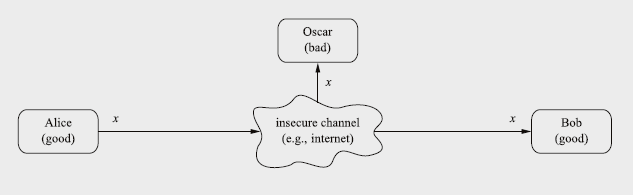 Oscar
(bad)
x
Alice
(good)
x
insecure channel
(e.g., internet)
x
Bob
(good)